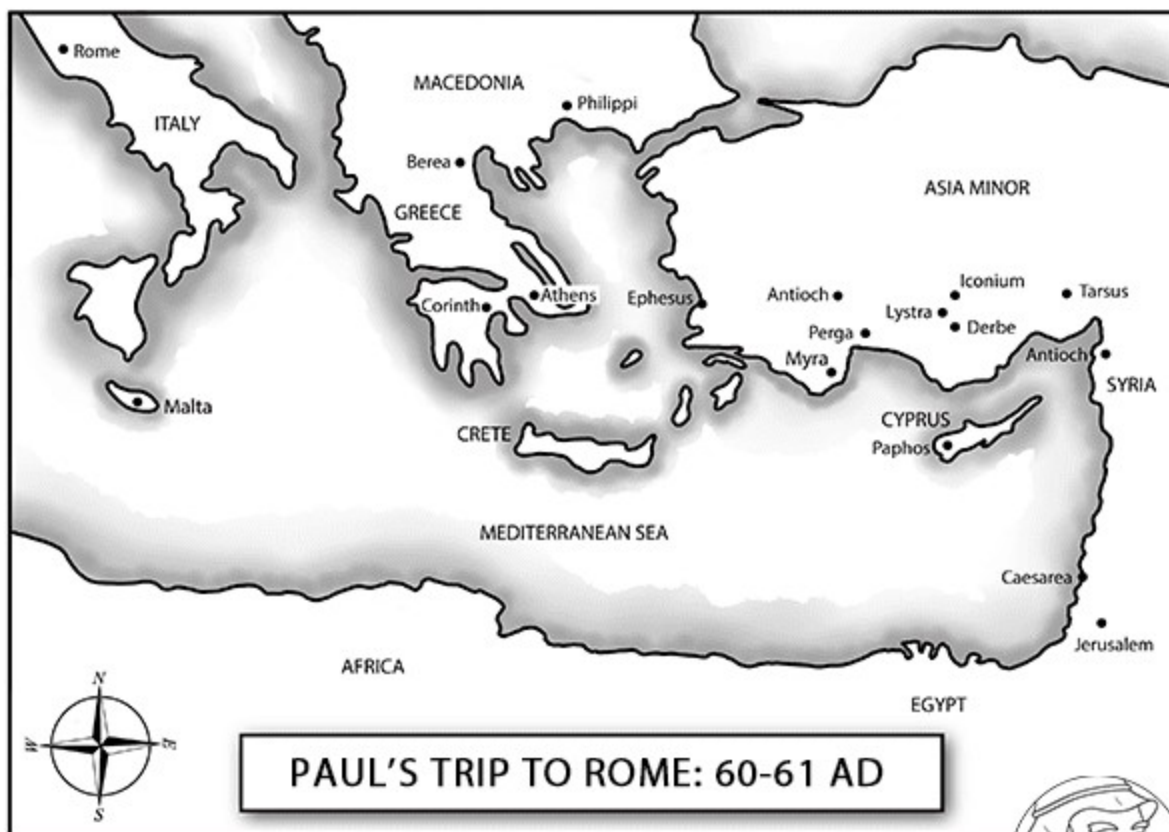 Rome
MACEDONIA
Philippi
ITALY
Berea
ASIA MINOR
GREECE
Iconium
Tarsus
Athens
Ephesus
Antioch
Corinth
Lystra
Derbe
Perga
Antioch
Myra
SYRIA
Malta
CYPRUS
CRETE
Paphos
MEDITERRANEAN SEA
Caesarea
Jerusalem
AFRICA
N
EGYPT
W
E
PAUL'S TRIP TO ROME: 60-61 AD
S